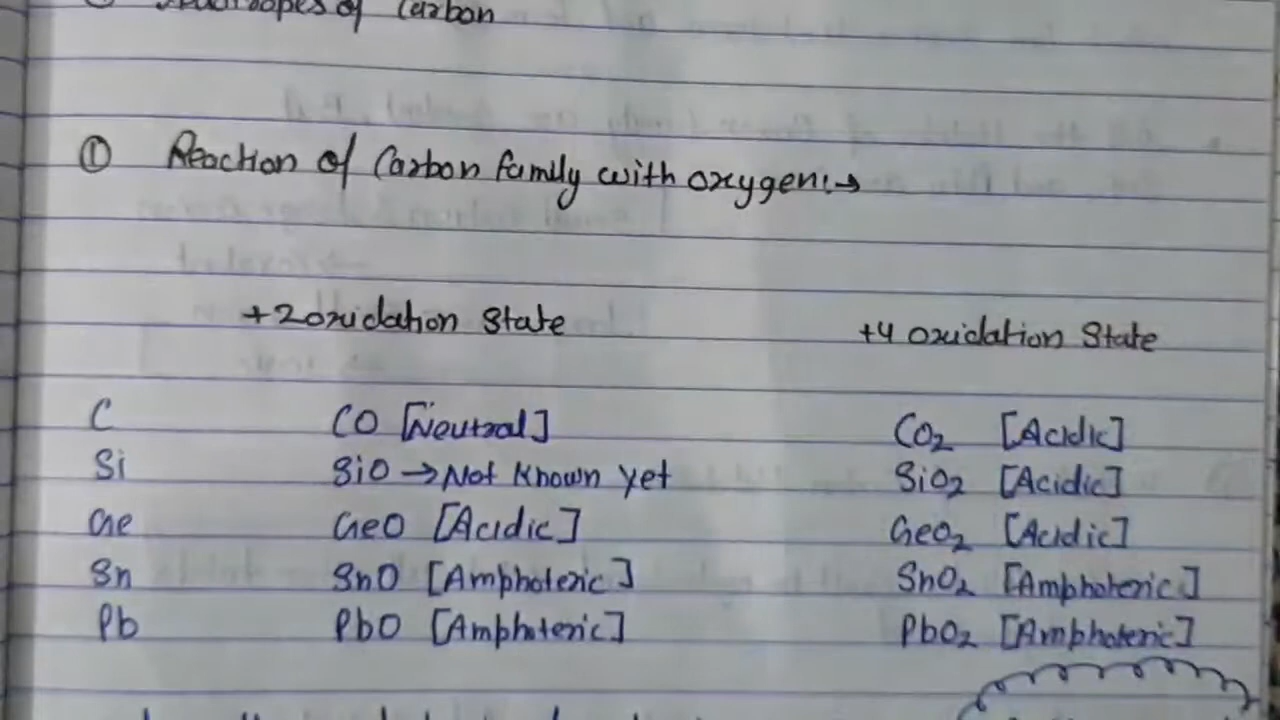 of Carbon
① Reaction of Carbon family with oxygen:→
+2 oxidation State +4 oxidation State
C CO [Neutral] CO₂ [Acidic]
Si SiO → Not Known yet SiO₂ [Acidic]
Ge GeO [Acidic] GeO₂ [Acidic]
Sn SnO [Amphoteric] SnO₂ [Amphoteric]
Pb PbO [Amphoteric] PbO₂ [Amphoteric]